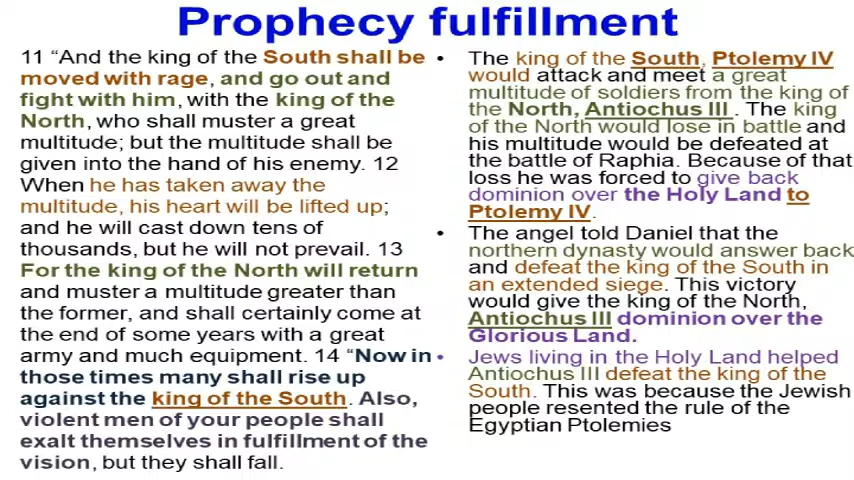 Prophecy fulfillment
11 “And the king of the South shall be
moved with rage, and go out and
fight with him, with the king of the
North, who shall muster a great
multitude; but the multitude shall be
given into the hand of his enemy. 12
When he has taken away the
multitude, his heart will be lifted up;
and he will cast down tens of
thousands, but he will not prevail. 13
For the king of the North will return
and muster a multitude greater than
the former, and shall certainly come at
the end of some years with a great
army and much equipment. 14 “Now in
those times many shall rise up
against the king of the South. Also,
violent men of your people shall
exalt themselves in fulfillment of the
vision, but they shall fall.
• The king of the South, Ptolemy IV
would attack and meet a great
multitude of soldiers from the king of
the North, Antiochus III . The king
of the North would lose in battle and
his multitude would be defeated at
the battle of Raphia. Because of that
loss he was forced to give back
dominion over the Holy Land to
Ptolemy IV.
• The angel told Daniel that the
northern dynasty would answer back
and defeat the king of the South in
an extended siege. This victory
would give the king of the North,
Antiochus III dominion over the
Glorious Land.
• Jews living in the Holy Land helped
Antiochus III defeat the king of the
South. This was because the Jewish
people resented the rule of the
Egyptian Ptolemies